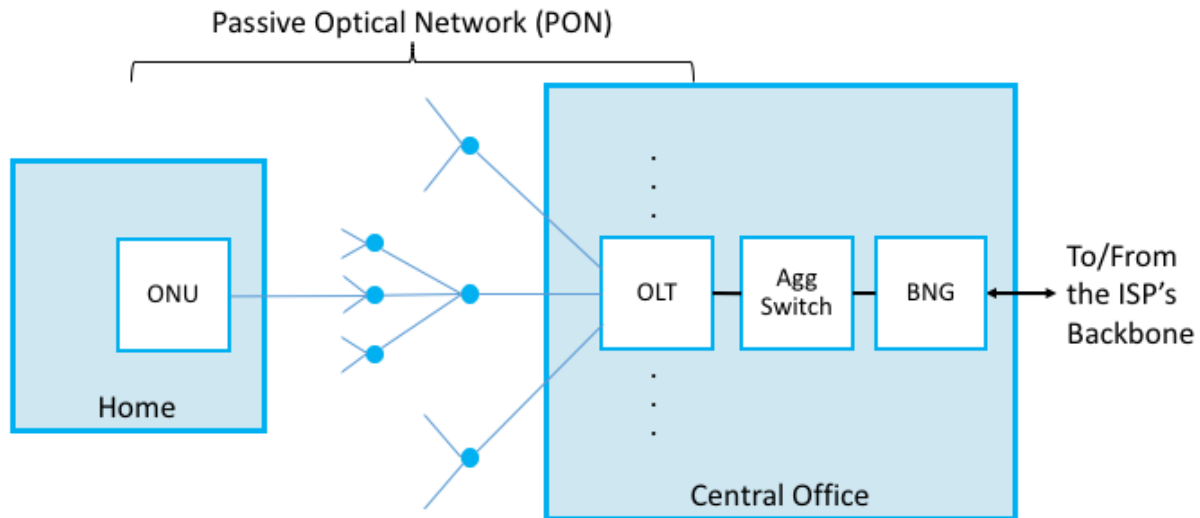 Passive Optical Network (PON)
ONU
Home
OLT
Agg
Switch
BNG
To/From
the ISP's
Backbone
Central Office